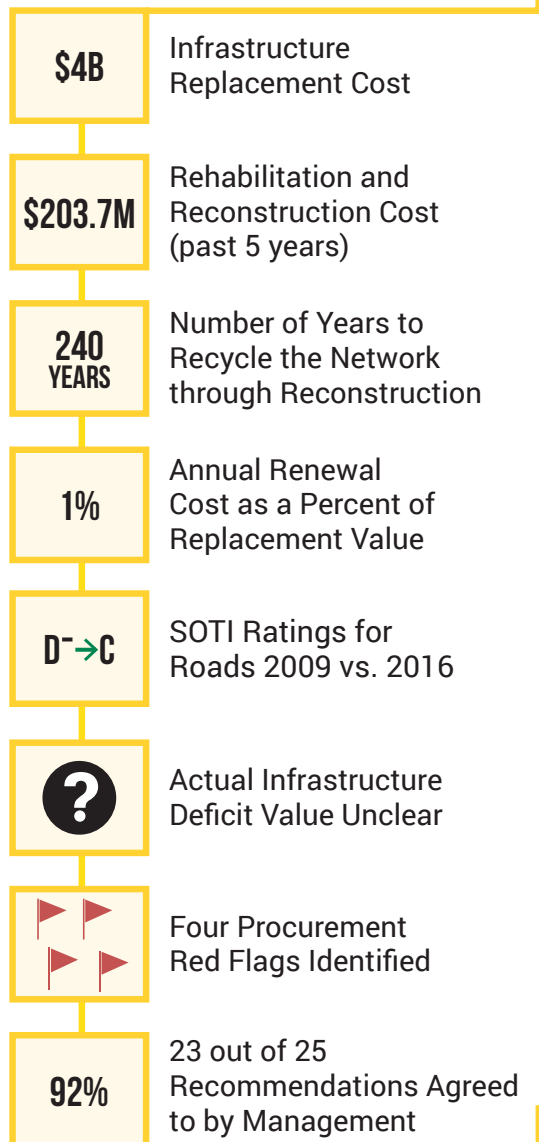 $4B
Infrastructure
Replacement Cost
$203.7M
Rehabilitation and
Reconstruction Cost
(past 5 years)
240
YEARS
Number of Years to
Recycle the Network
through Reconstruction
1%
Annual Renewal
Cost as a Percent of
Replacement Value
D⁻→C
SOTI Ratings for
Roads 2009 vs. 2016
?
Actual Infrastructure
Deficit Value Unclear
Four Procurement
Red Flags Identified
92%
23 out of 25
Recommendations Agreed
to by Management